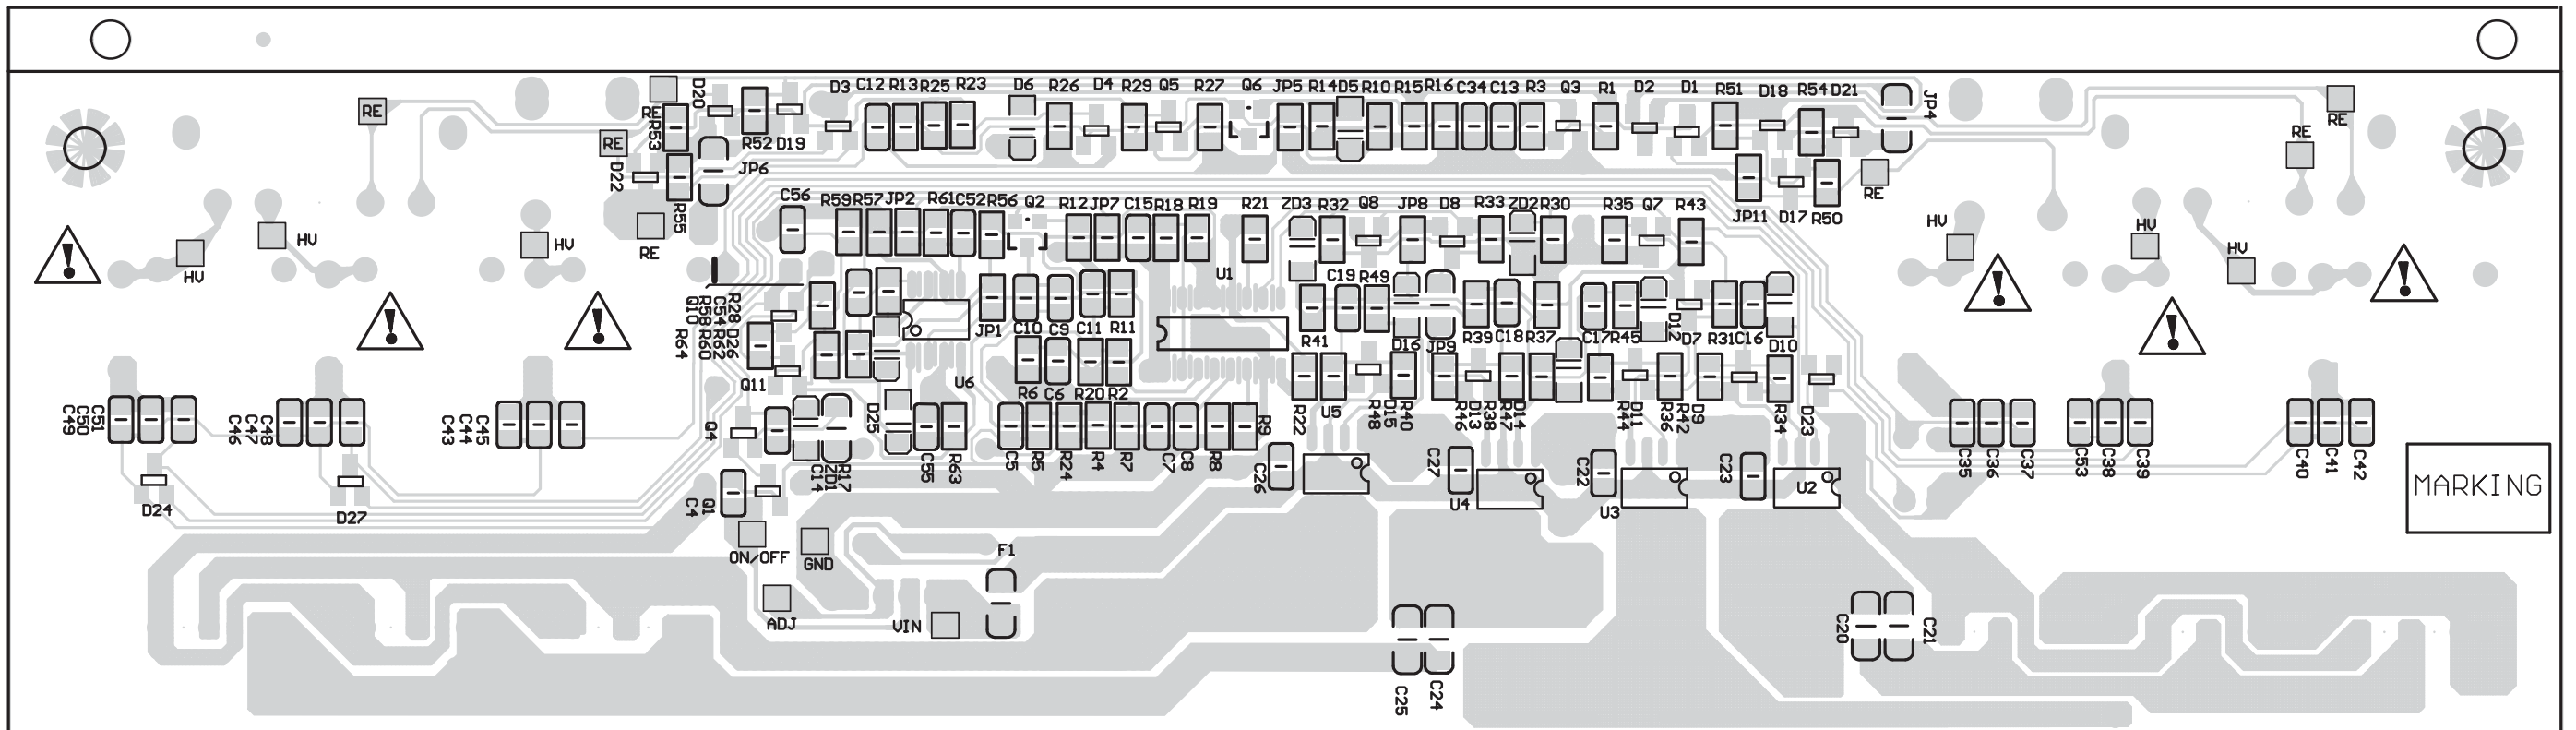 D20 D3 C12 R13 R25 R23 D6 R26 D4 R29 Q5 R27 Q6 JP5 R14 D5 R10 R15 R16 C34 C13 R3 Q3 R1 D2 D1 R51 D18 R54 D21 JP4
RE RE R53 RE R52 D19 RE RE
D22 JP6 RE
R55 RE C56 R59 R57 JP2 R61 C52 R56 Q2 R12 JP7 C15 R18 R19 R21 ZD3 R32 Q8 JP8 D8 R33 ZD2 R30 R35 Q7 R43 JP11 D17 R50
HV HV HV HV HV HV
U1 C19 R49
Q10 R58 C54 R62 R28 D26
R64 R60
JP1 C10 C9 C11 R11 R41 D16 JP9 R39 C18 R37 C17 R45 D12 D7 R31 C16 D10
Q11 U6 R6 C6 R20 R2
C49 C50 C51 C46 C47 C48 C43 C44 C45
Q4 D25 R9 R22 U5 R48 D15 R40 R46 D13 R38 R47 D14 R44 D11 R36 R42 D9 R34 D23
C14 ZD1 R17 C55 R63 C5 R5 R24 R4 R7 C7 C8 R8 C26 C27 C22 C23 C35 C36 C37 C53 C38 C39 C40 C41 C42
D24 D27 C4 Q1 U4 U3 U2 MARKING
ON/OFF GND F1
ADJ VIN
C20 C21
C25 C24